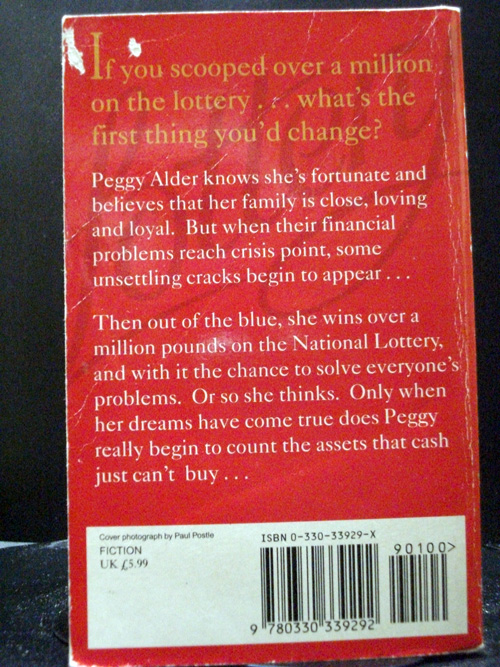 If you scooped over a million
on the lottery . . . what's the
first thing you'd change?
Peggy Alder knows she's fortunate and
believes that her family is close, loving
and loyal. But when their financial
problems reach crisis point, some
unsettling cracks begin to appear . . .
Then out of the blue, she wins over a
million pounds on the National Lottery,
and with it the chance to solve everyone's
problems. Or so she thinks. Only when
her dreams have come true does Peggy
really begin to count the assets that cash
just can't buy . . .
Cover photograph by Paul Postle
FICTION
UK £5.99
ISBN 0-330-33929-X
90100>
9 780330 339292